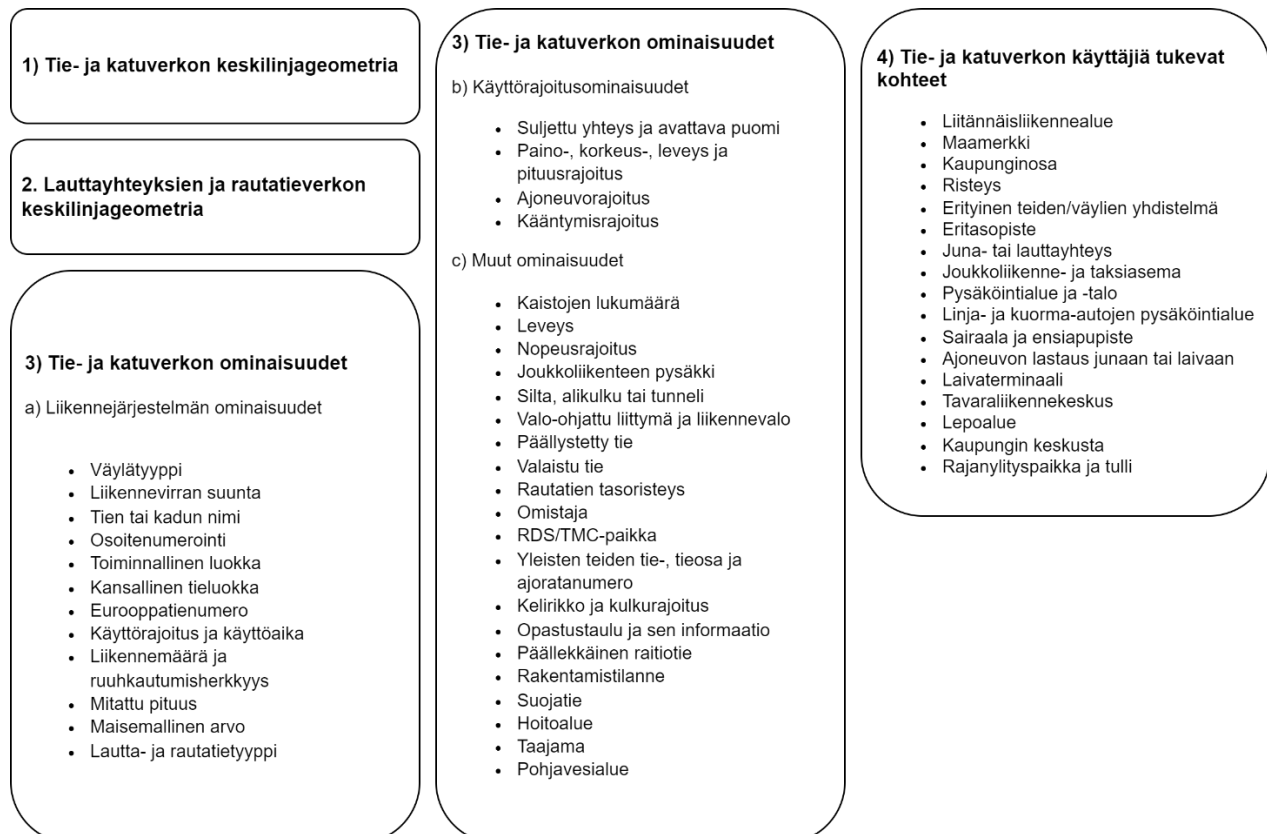 1) Tie- ja katuverkon keskilinjageometria
2. Lauttayhteyksien ja rautatieverkon
keskilinjageometria
3) Tie- ja katuverkon ominaisuudet
a) Liikennejärjestelmän ominaisuudet
• Väylätyyppi
• Liikennevirran suunta
• Tien tai kadun nimi
• Osoitenumerointi
• Toiminnallinen luokka
• Kansallinen tieluokka
• Eurooppatienumero
• Käyttörajoitus ja käyttöaika
• Liikennemäärä ja
ruuhkautumisherkkyys
• Mitattu pituus
• Maisemallinen arvo
• Lautta- ja rautatietyyppi
3) Tie- ja katuverkon ominaisuudet
b) Käyttörajoitusominaisuudet
• Suljettu yhteys ja avattava puomi
• Paino-, korkeus-, leveys ja
pituusrajoitus
• Ajoneuvorajoitus
• Kääntymisrajoitus
c) Muut ominaisuudet
• Kaistojen lukumäärä
• Leveys
• Nopeusrajoitus
• Joukkoliikenteen pysäkki
• Silta, alikulku tai tunneli
• Valo-ohjattu liittymä ja liikennevalo
• Päällystetty tie
• Valaistu tie
• Rautatien tasoristeys
• Omistaja
• RDS/TMC-paikka
• Yleisten teiden tie-, tieosa ja
ajoratanumero
• Kelirikko ja kulkurajoitus
• Opastustaulu ja sen informaatio
• Päällekkäinen raitiotie
• Rakentamistilanne
• Suojatie
• Hoitoalue
• Taajama
• Pohjavesialue
4) Tie- ja katuverkon käyttäjiä tukevat
kohteet
• Liitännäisliikennealue
• Maamerkki
• Kaupunginosa
• Risteys
• Erityinen teiden/väylien yhdistelmä
• Eritasopiste
• Juna- tai lauttayhteys
• Joukkoliikenne- ja taksiasema
• Pysäköintialue ja -talo
• Linja- ja kuorma-autojen pysäköintialue
• Sairaala ja ensiapupiste
• Ajoneuvon lastaus junaan tai laivaan
• Laivaterminaali
• Tavaraliikennekeskus
• Lepoalue
• Kaupungin keskusta
• Rajanylityspaikka ja tulli